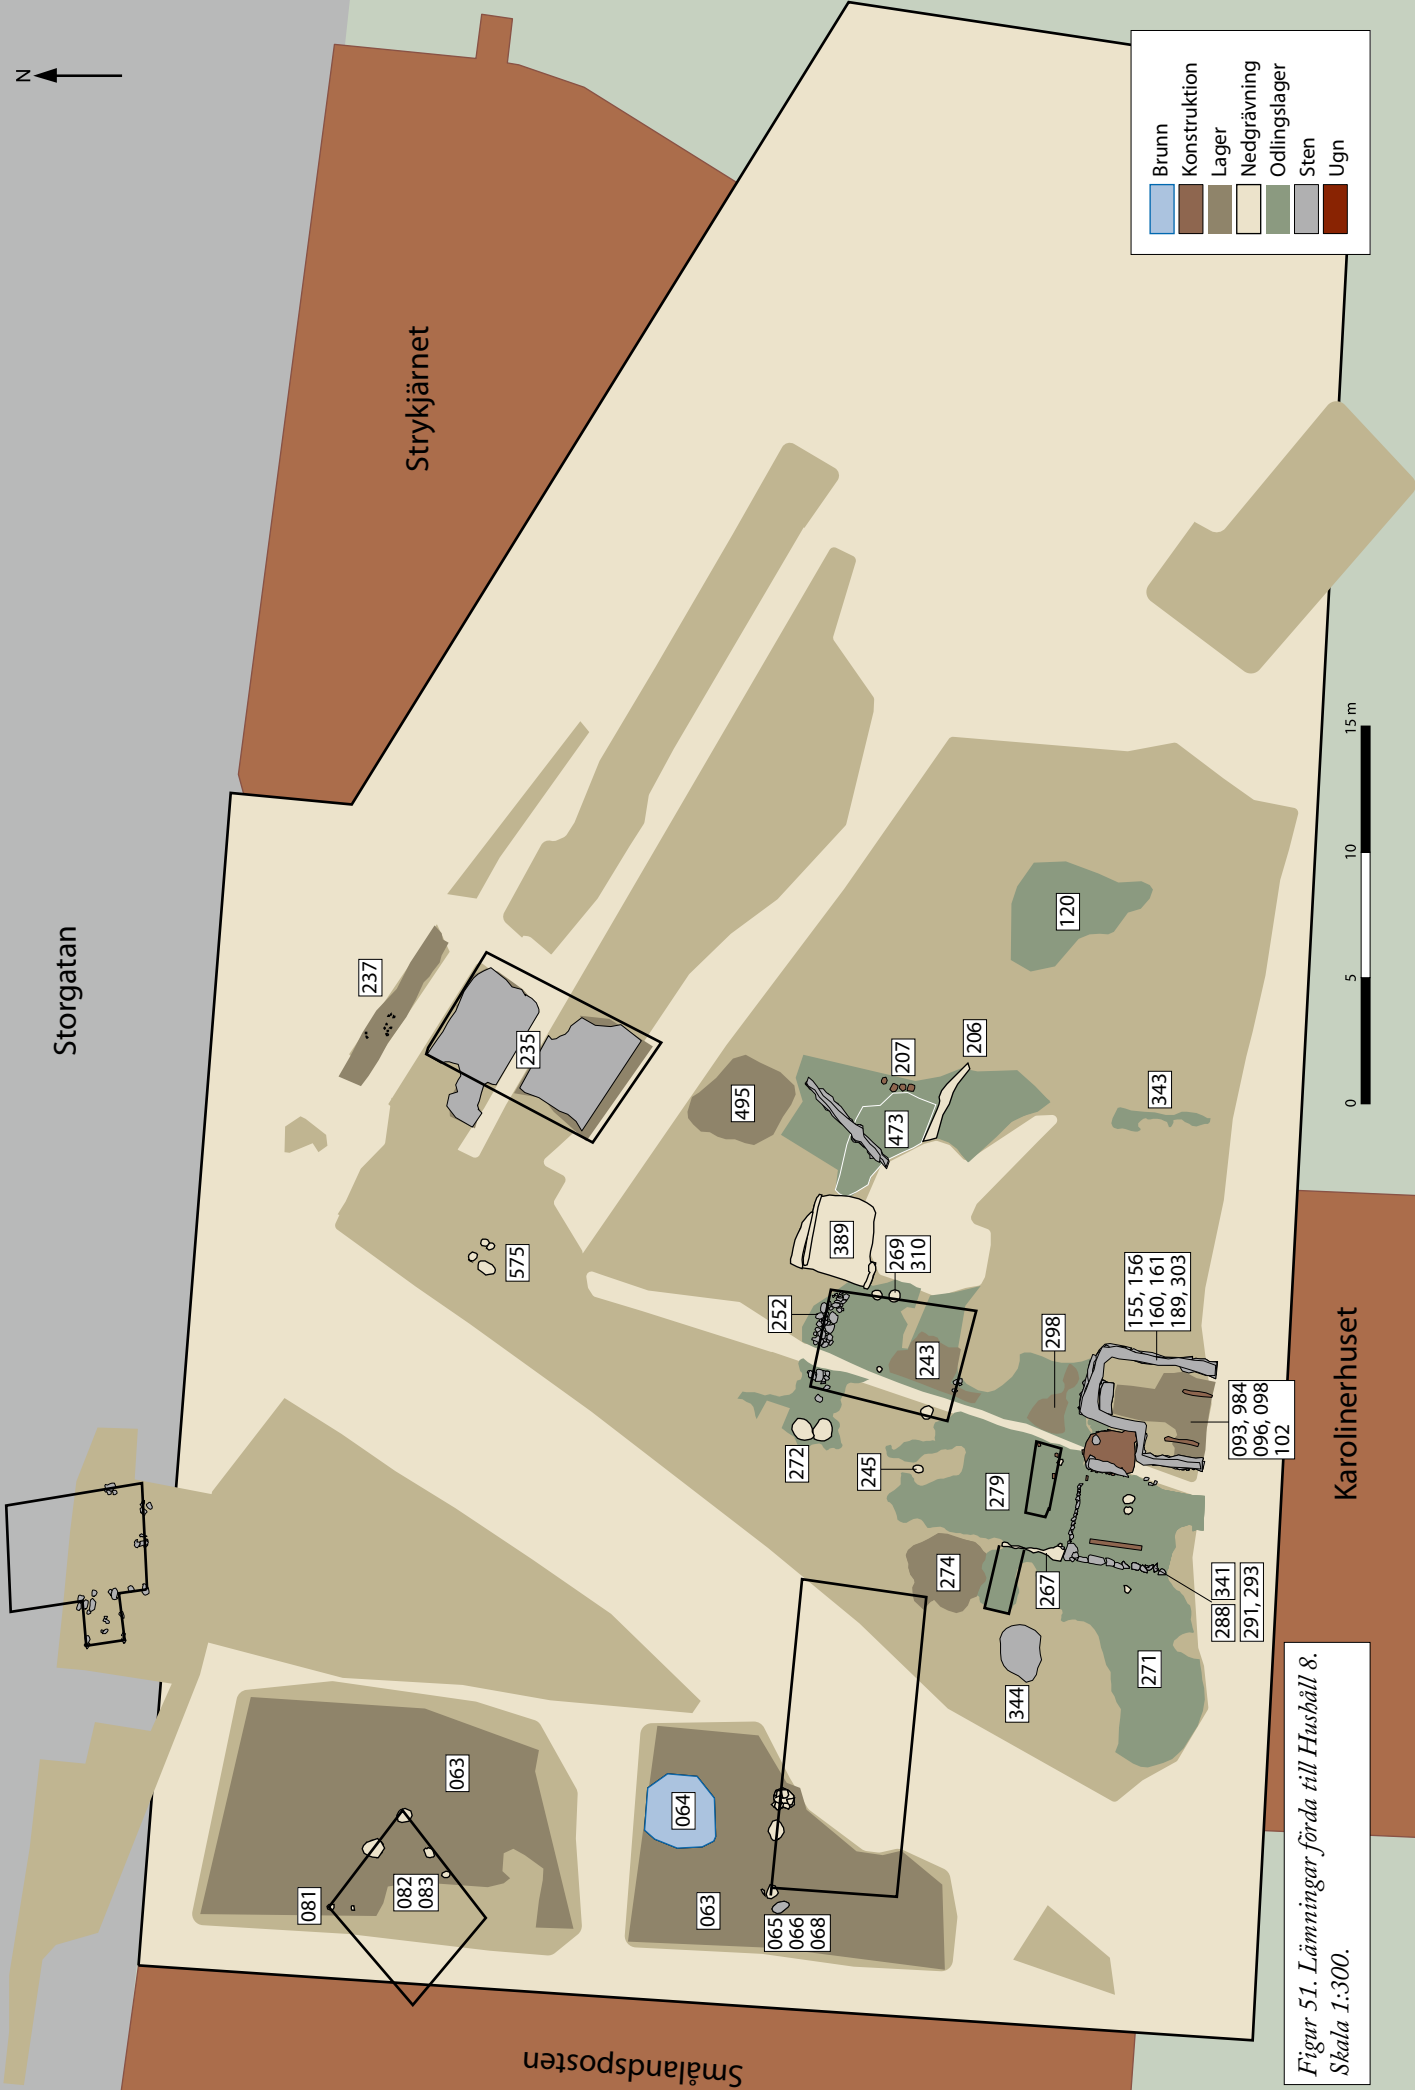 N
Storgatan
Strykjärnet
Smålandsposten
Karolinerhuset
Brunn
Konstruktion
Lager
Nedgrävning
Odlingslager
Sten
Ugn
081
082
083
063
064
063
065
066
068
237
235
575
495
207
206
473
389
269
310
252
243
272
245
298
279
274
267
344
271
120
343
155, 156
160, 161
189, 303
093, 984
096, 098
102
288 341
291, 293
0 5 10 15 m
Figur 51. Lämningar förda till Hushåll 8.
Skala 1:300.